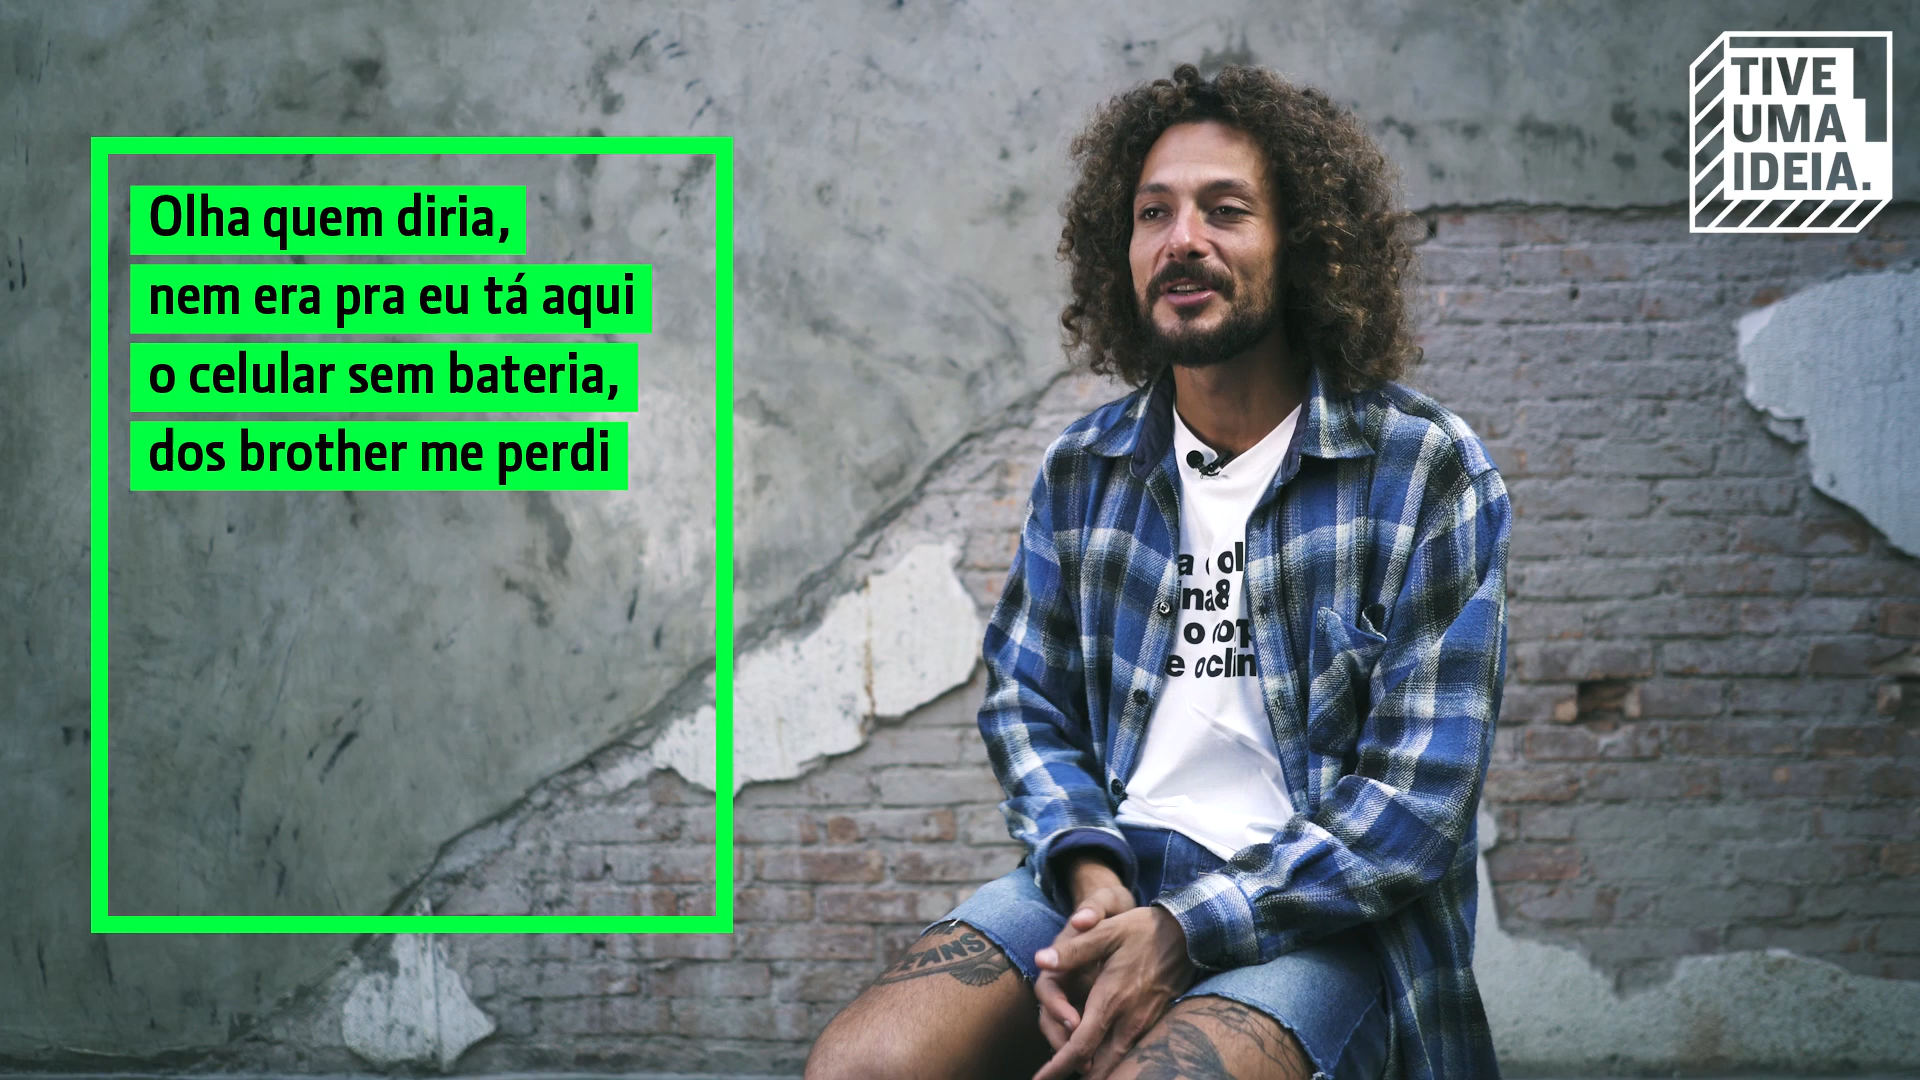 Olha quem diria,
nem era pra eu tá aqui
o celular sem bateria,
dos brother me perdi
TIVE
UMA
IDEIA.